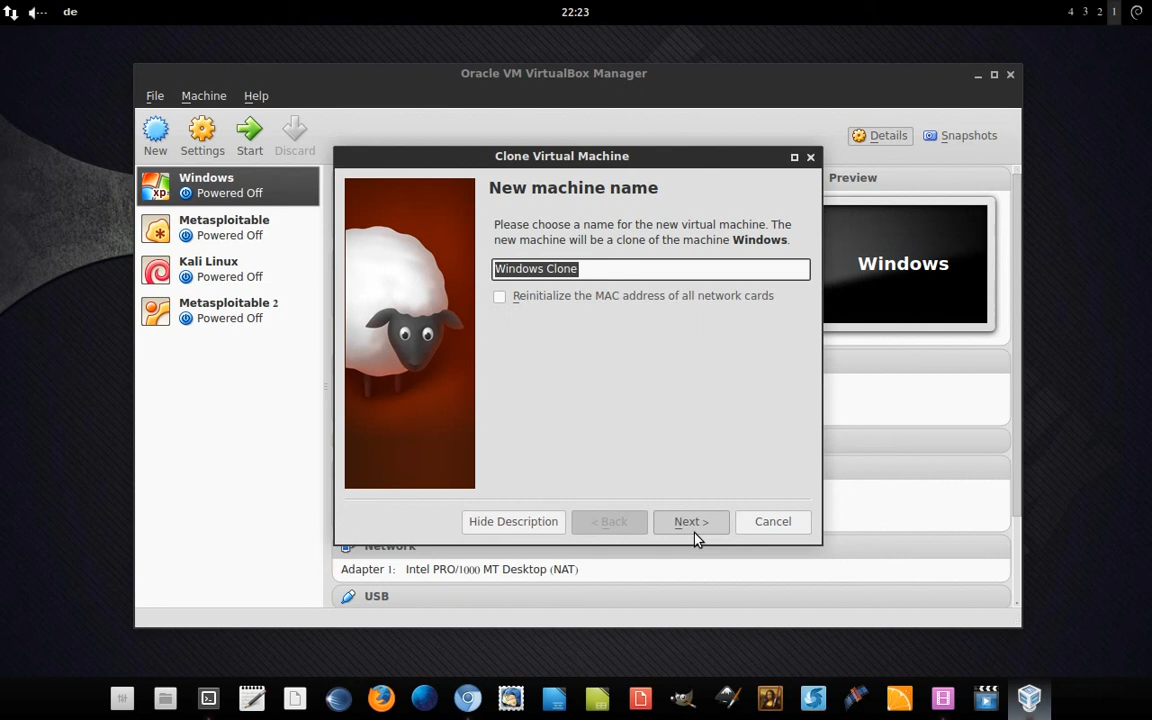 de
22:23
4 3 2 1
Oracle VM VirtualBox Manager
File Machine Help
New Settings Start Discard
Details Snapshots
Windows
Powered Off
Metasploitable
Powered Off
Kali Linux
Powered Off
Metasploitable 2
Powered Off
Preview
Windows
Clone Virtual Machine
New machine name
Please choose a name for the new virtual machine. The
new machine will be a clone of the machine Windows.
Windows Clone
Reinitialize the MAC address of all network cards
Hide Description < Back Next > Cancel
Network
Adapter 1: Intel PRO/1000 MT Desktop (NAT)
USB
xp